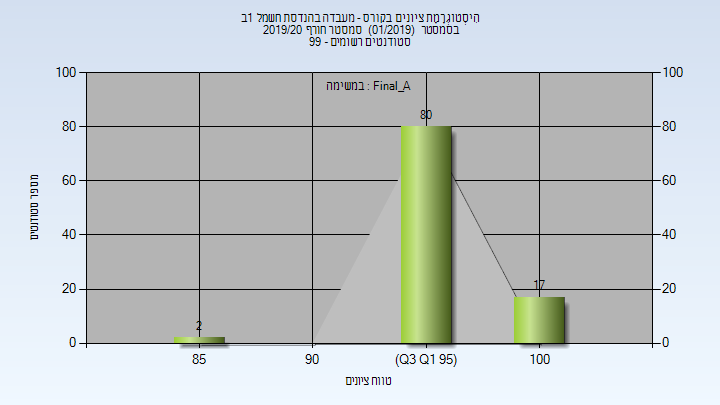 היסטוגרמת ציונים בקורס - מעבדה בהנדסת חשמל 1ב
בסמסטר (01/2019) סמסטר חורף 2019/20
סטודנטים רשומים - 99
במשימה : Final_A
מספר סטודנטים
100 100
80 80
60 60
40 40
20 20
0 0
2
80
17
85 90 (Q3 Q1 95) 100
טווח ציונים